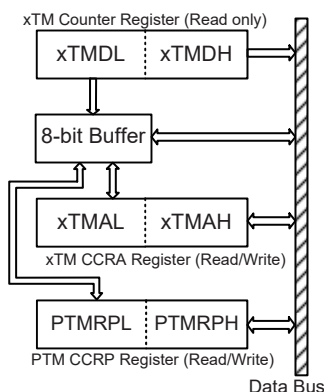 xTM Counter Register (Read only)
xTMDL xTMDH
8-bit Buffer
xTMAL xTMAH
xTM CCRA Register (Read/Write)
PTMRPL PTMRPH
PTM CCRP Register (Read/Write)
Data Bus